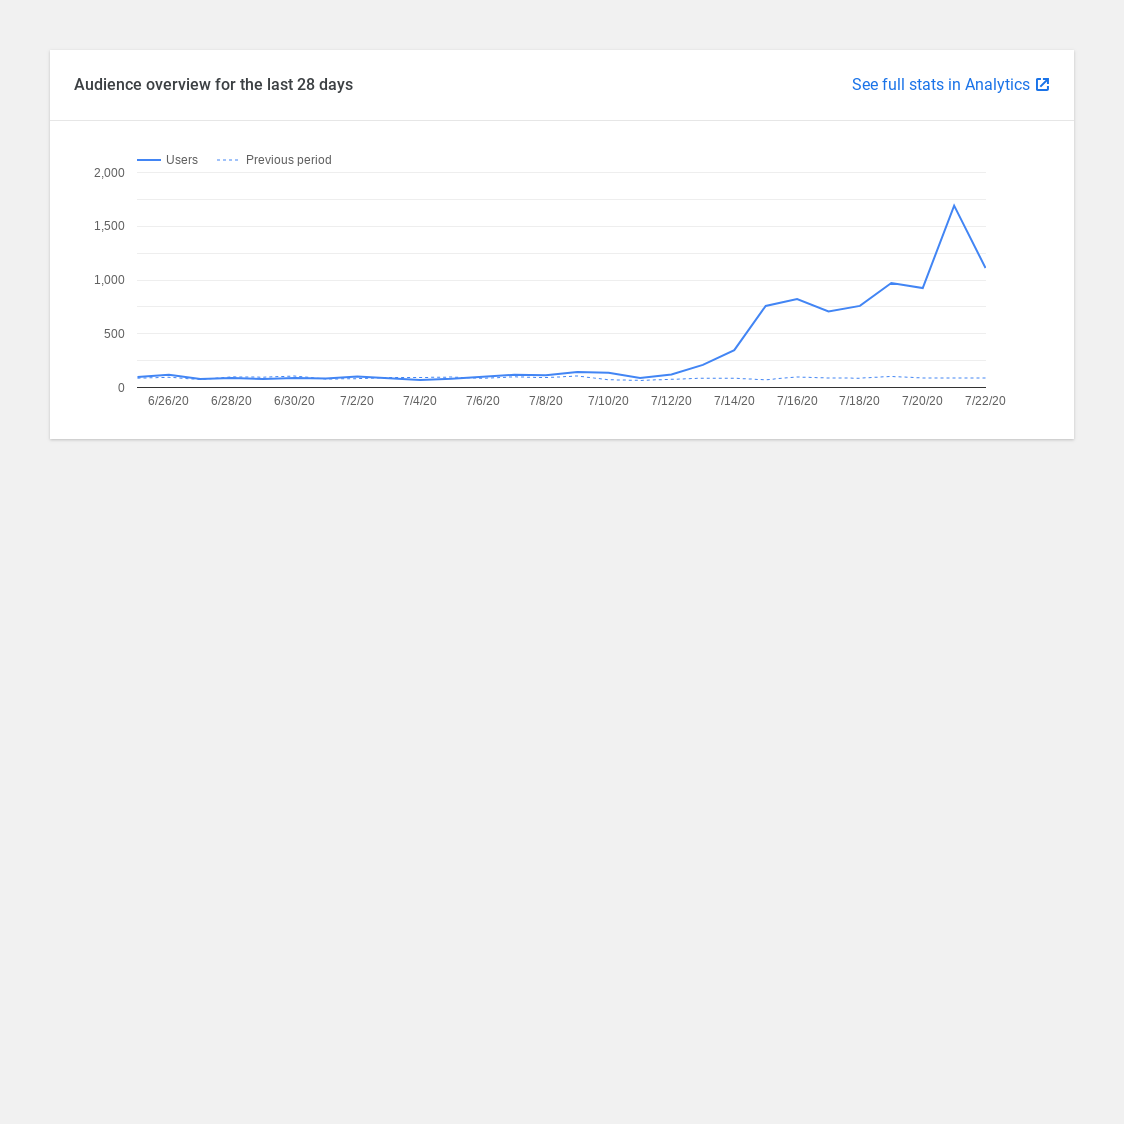 Audience overview for the last 28 days
See full stats in Analytics
Users
Previous period
2,000
1,500
1,000
500
0
6/26/20 6/28/20 6/30/20 7/2/20 7/4/20 7/6/20 7/8/20 7/10/20 7/12/20 7/14/20 7/16/20 7/18/20 7/20/20 7/22/20